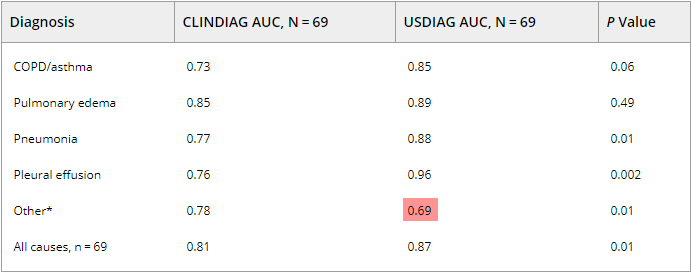 Diagnosis CLINDIAG AUC, N = 69 USDIAG AUC, N = 69 P Value
COPD/asthma 0.73 0.85 0.06
Pulmonary edema 0.85 0.89 0.49
Pneumonia 0.77 0.88 0.01
Pleural effusion 0.76 0.96 0.002
Other* 0.78 0.69 0.01
All causes, n = 69 0.81 0.87 0.01